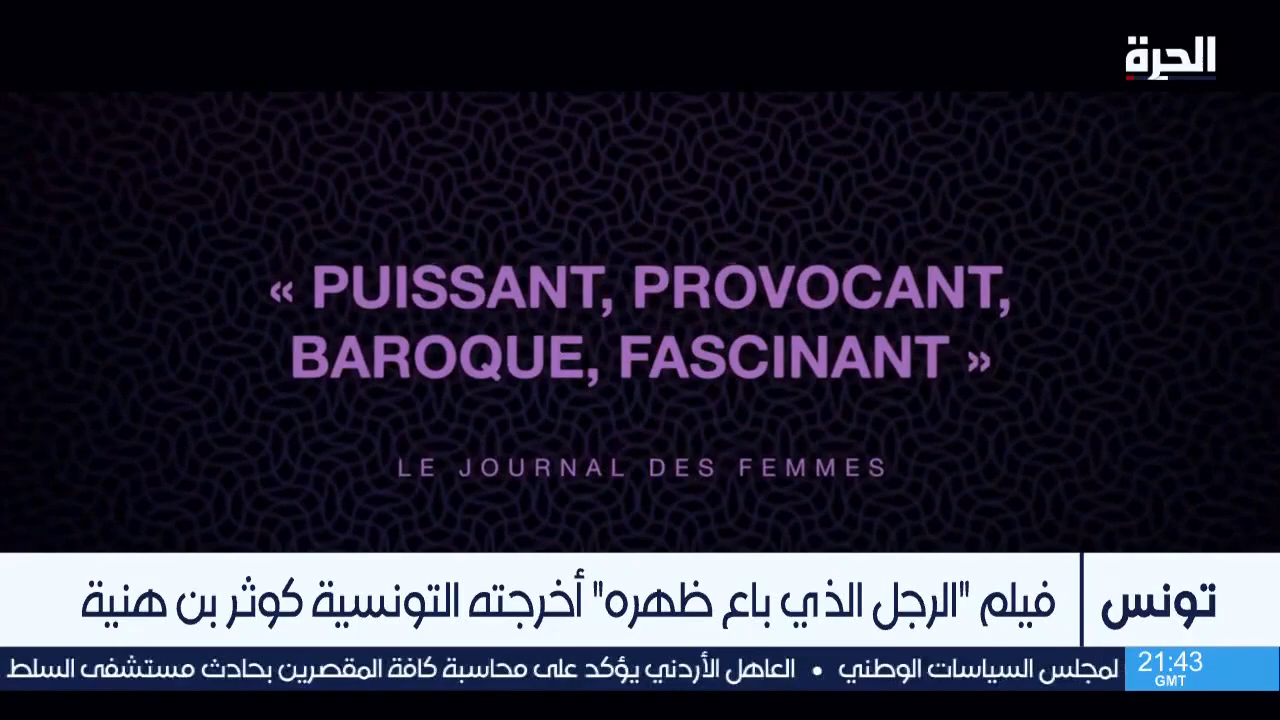 الحرة
« PUISSANT, PROVOCANT,
BAROQUE, FASCINANT »
LE JOURNAL DES FEMMES
تونس
فيلم "الرجل الذي باع ظهره" أخرجته التونسية كوثر بن هنية
21:43
GMT
لمجلس السياسات الوطني • العاهل الأردني يؤكد على محاسبة كافة المقصرين بحادث مستشفى السلط